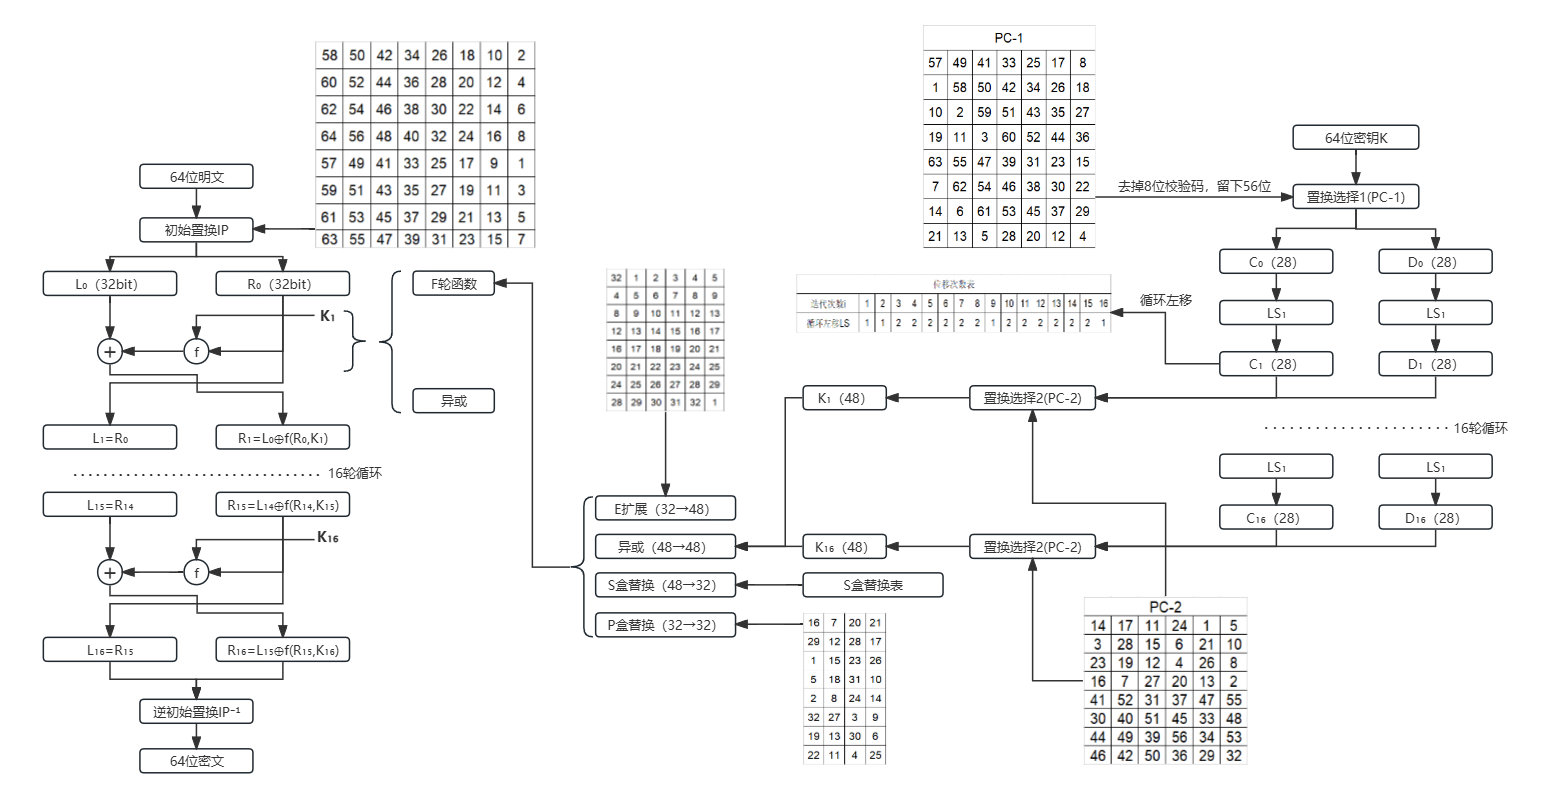 58 50 42 34 26 18 10 2
60 52 44 36 28 20 12 4
62 54 46 38 30 22 14 6
64 56 48 40 32 24 16 8
57 49 41 33 25 17 9 1
59 51 43 35 27 19 11 3
61 53 45 37 29 21 13 5
63 55 47 39 31 23 15 7
64位明文
初始置换IP
L₀（32bit）
R₀（32bit）
K₁
f
+
L₁=R₀
R₁=L₀⊕f(R₀,K₁)
16轮循环
L₁₅=R₁₄
R₁₅=L₁₄⊕f(R₁₄,K₁₅)
K₁₆
f
+
L₁₆=R₁₅
R₁₆=L₁₅⊕f(R₁₅,K₁₆)
逆初始置换IP⁻¹
64位密文
F轮函数
异或
32 1 2 3 4 5
4 5 6 7 8 9
8 9 10 11 12 13
12 13 14 15 16 17
16 17 18 19 20 21
20 21 22 23 24 25
24 25 26 27 28 29
28 29 30 31 32 1
E扩展（32→48）
异或（48→48）
S盒替换（48→32）
P盒替换（32→32）
K₁（48）
K₁₆（48）
S盒替换表
16 7 20 21
29 12 28 17
1 15 23 26
5 18 31 10
2 8 24 14
32 27 3 9
19 13 30 6
22 11 4 25
PC-1
57 49 41 33 25 17 8
1 58 50 42 34 26 18
10 2 59 51 43 35 27
19 11 3 60 52 44 36
63 55 47 39 31 23 15
7 62 54 46 38 30 22
14 6 61 53 45 37 29
21 13 5 28 20 12 4
去掉8位校验码，留下56位
位移次数表
迭代次数i 1 2 3 4 5 6 7 8 9 10 11 12 13 14 15 16
循环左移LS 1 1 2 2 2 2 2 2 1 2 2 2 2 2 2 1
循环左移
64位密钥K
置换选择1(PC-1)
C₀（28）
D₀（28）
LS₁
LS₁
C₁（28）
D₁（28）
置换选择2(PC-2)
16轮循环
LS₁
LS₁
C₁₆（28）
D₁₆（28）
置换选择2(PC-2)
PC-2
14 17 11 24 1 5
3 28 15 6 21 10
23 19 12 4 26 8
16 7 27 20 13 2
41 52 31 37 47 55
30 40 51 45 33 48
44 49 39 56 34 53
46 42 50 36 29 32